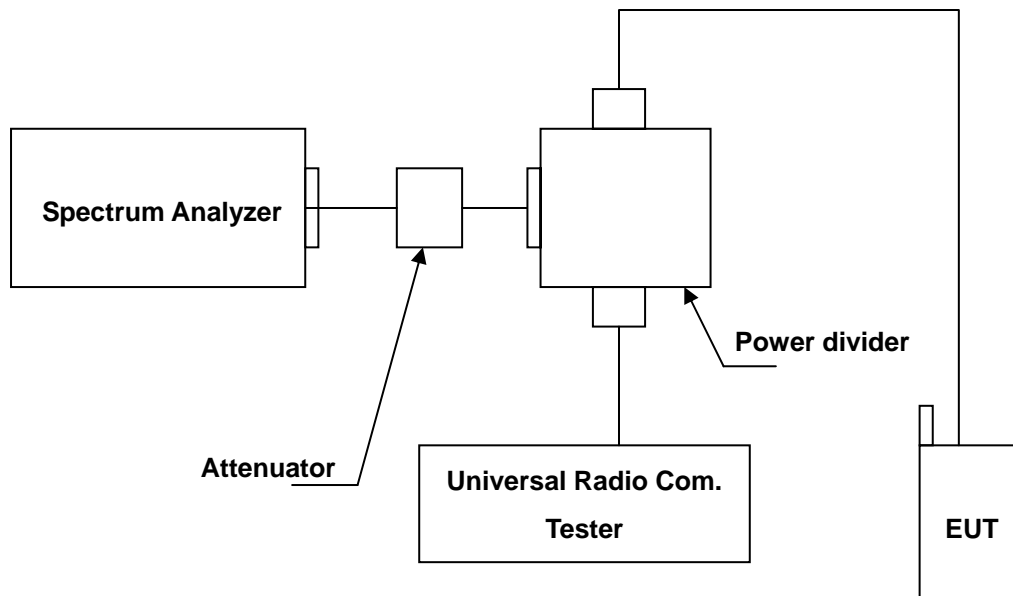 Spectrum Analyzer
Power divider
Attenuator
Universal Radio Com.
Tester
EUT